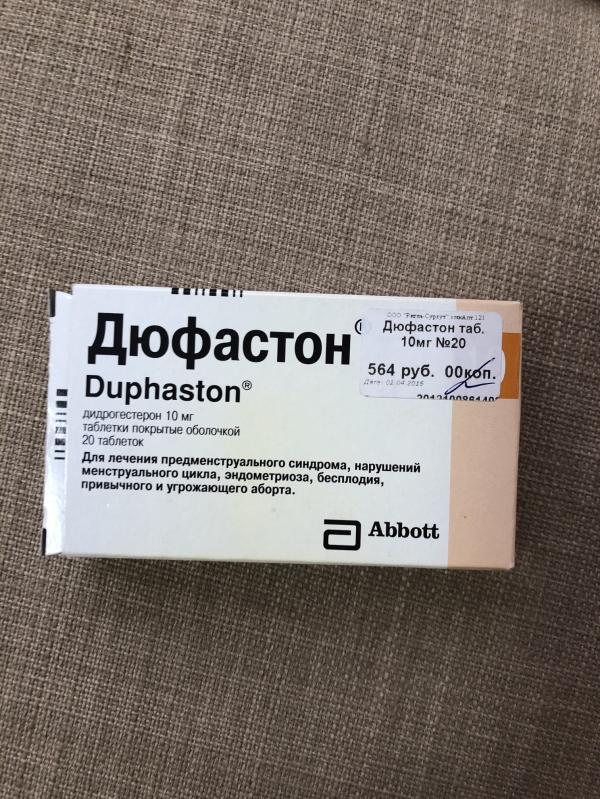 Дюфастон®
Duphaston®
дидрогестерон 10 мг
таблетки покрытые оболочкой
20 таблеток
Для лечения предменструального синдрома, нарушений
менструального цикла, эндометриоза, бесплодия,
привычного и угрожающего аборта.
Abbott
Дюфастон таб.
10мг №20
564 руб. 00коп.